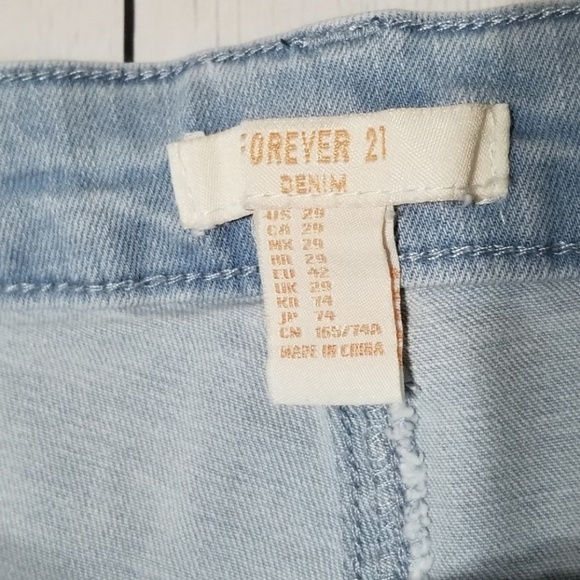 FOREVER 21
DENIM
US 29
CA 29
MX 29
BR 29
EU 42
UK 29
KR 74
JP 74
CN 165/74A
MADE IN CHINA